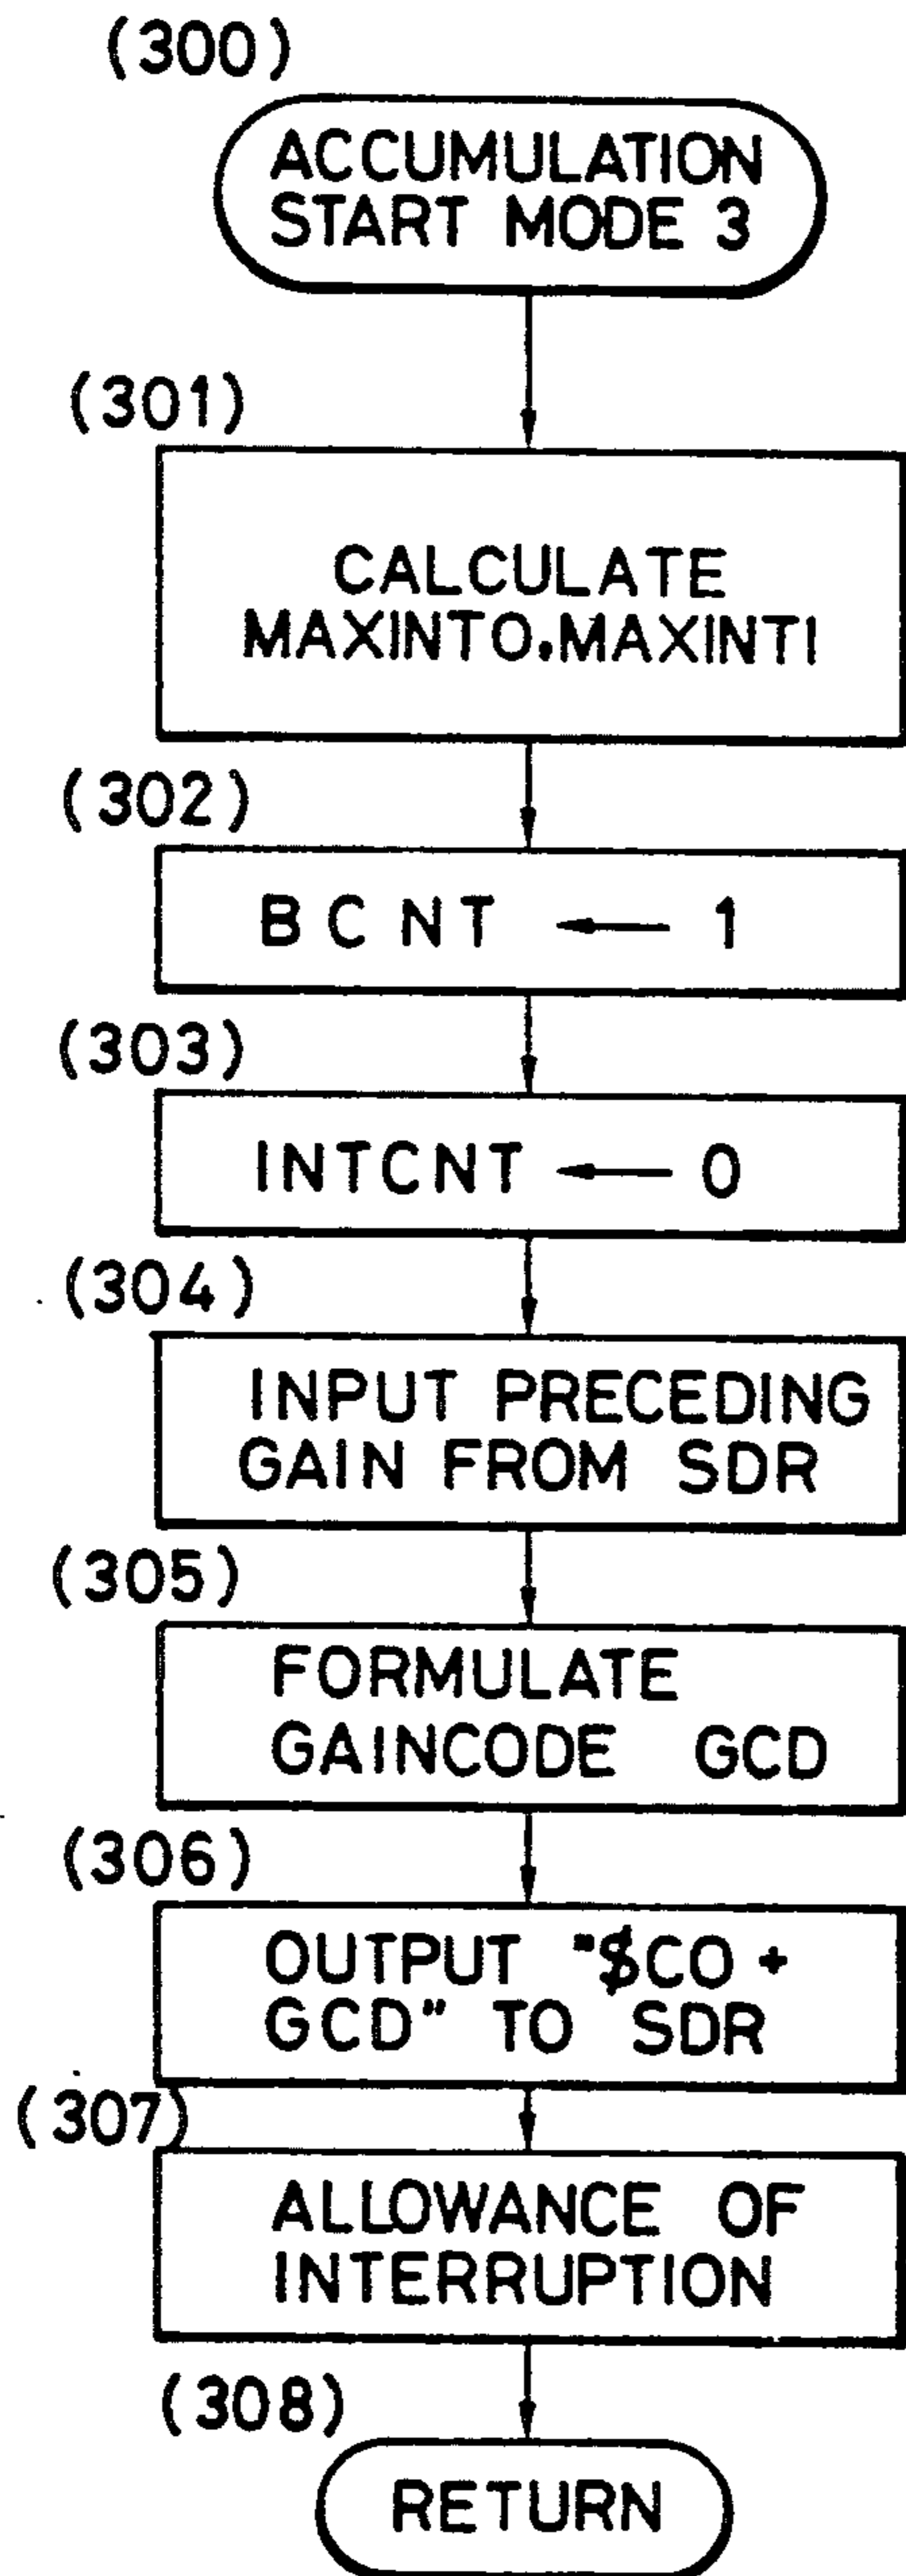 (300)
ACCUMULATION
START MODE 3
(301)
CALCULATE
MAXINTO.MAXINTI
(302)
BCNT ← 1
(303)
INTCNT ← 0
(304)
INPUT PRECEDING
GAIN FROM SDR
(305)
FORMULATE
GAINCODE GCD
(306)
OUTPUT "$CO +
GCD" TO SDR
(307)
ALLOWANCE OF
INTERRUPTION
(308)
RETURN